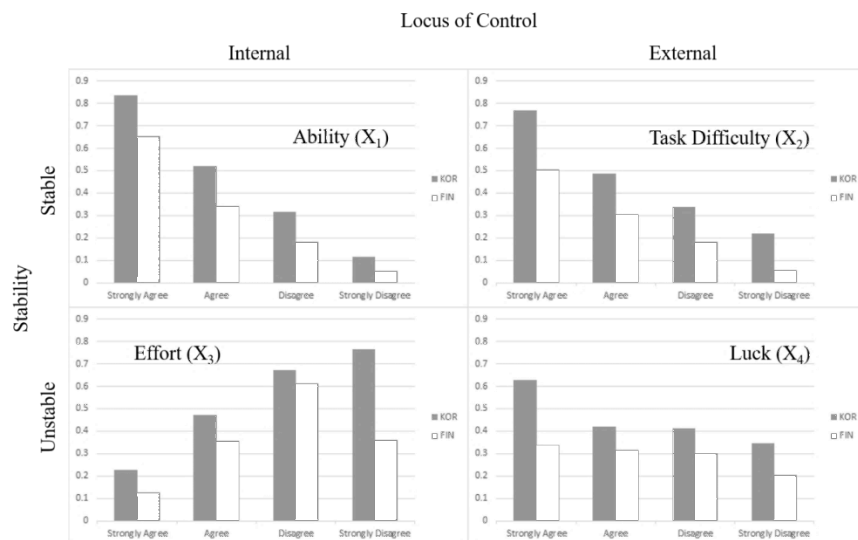 Locus of Control
Internal
External
Stability
Stable
0.9
0.8
0.7
0.6
0.5
0.4
0.3
0.2
0.1
0
Ability (X₁)
KOR
FIN
Strongly Agree Agree Disagree Strongly Disagree
0.9
0.8
0.7
0.6
0.5
0.4
0.3
0.2
0.1
0
Task Difficulty (X₂)
KOR
FIN
Strongly Agree Agree Disagree Strongly Disagree
Unstable
0.9
0.8
0.7
0.6
0.5
0.4
0.3
0.2
0.1
0
Effort (X₃)
KOR
FIN
Strongly Agree Agree Disagree Strongly Disagree
0.9
0.8
0.7
0.6
0.5
0.4
0.3
0.2
0.1
0
Luck (X₄)
KOR
FIN
Strongly Agree Agree Disagree Strongly Disagree